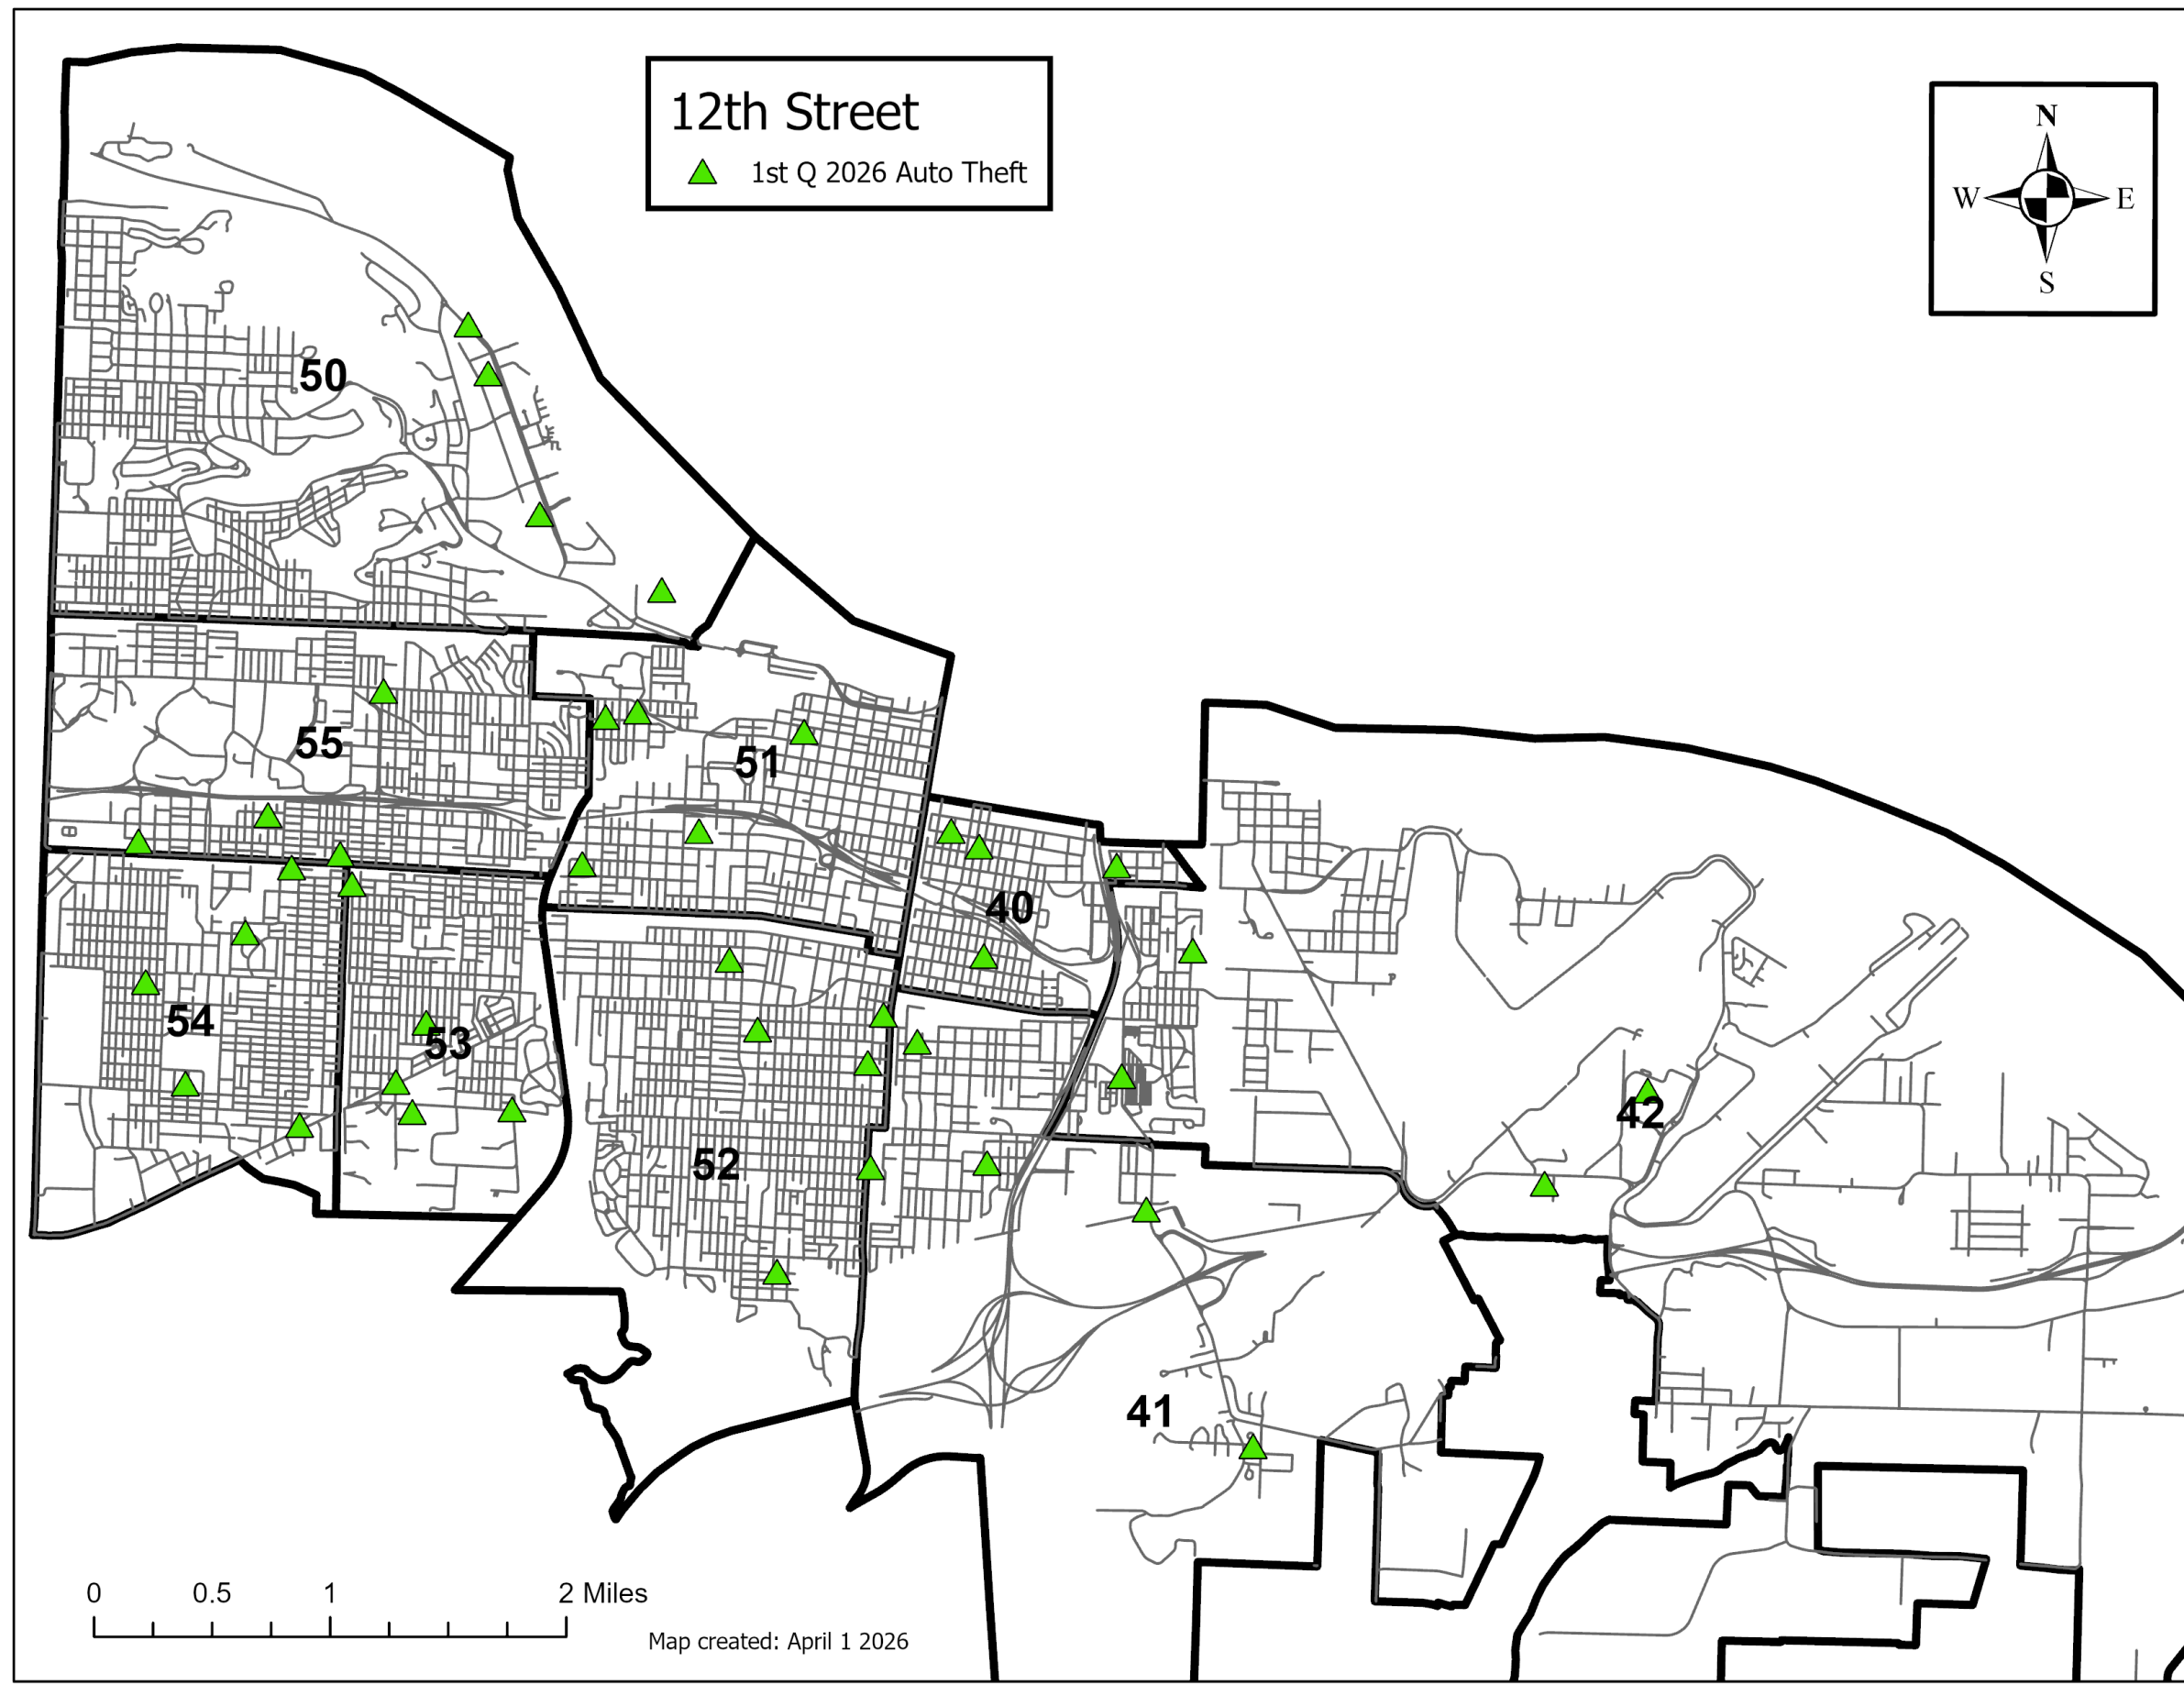 12th Street
1st Q 2026 Auto Theft
N
W E
S
50
55
51
40
54
53
42
52
41
0 0.5 1 2 Miles
Map created: April 1 2026